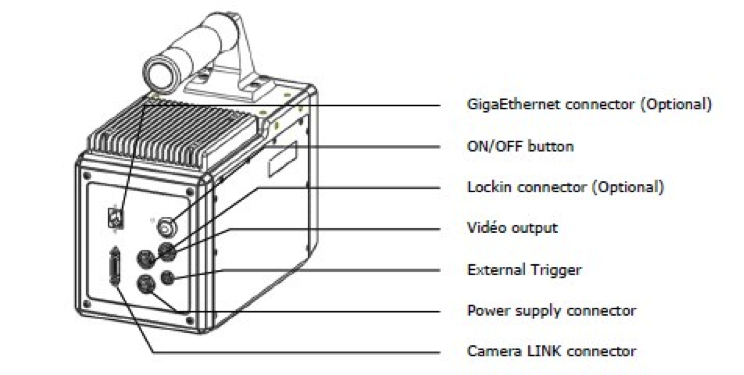 GigaEthernet connector (Optional)
ON/OFF button
Lockin connector (Optional)
Vidéo output
External Trigger
Power supply connector
Camera LINK connector